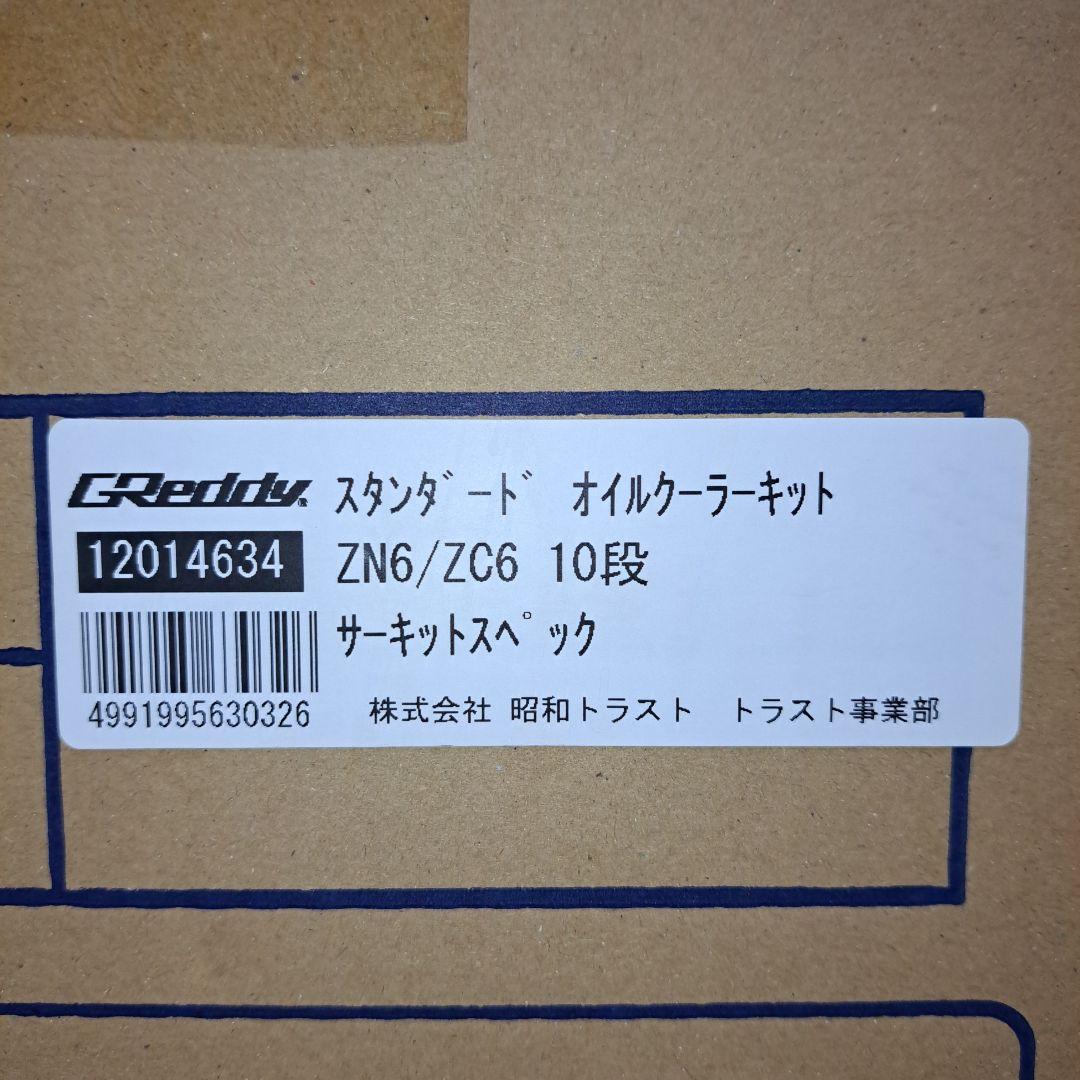 GReddy®
スタンダード オイルクーラーキット
12014634
ZN6/ZC6 10段
サーキットスペック
4991995630326
株式会社 昭和トラスト トラスト事業部